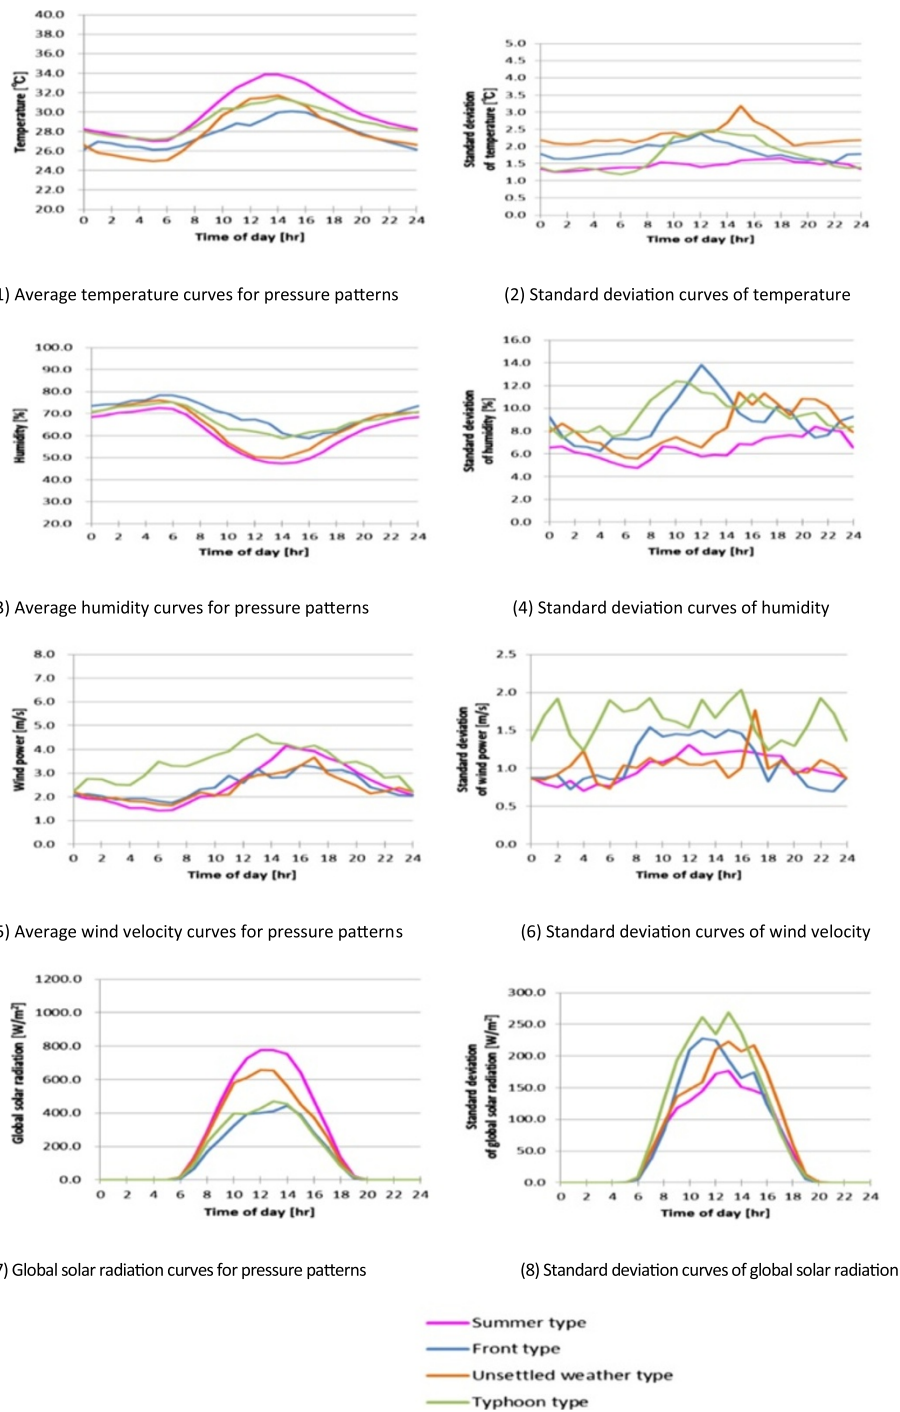 40.0
38.0
36.0
34.0
32.0
30.0
28.0
26.0
24.0
22.0
20.0
Temperature [℃]
0 2 4 6 8 10 12 14 16 18 20 22 24
Time of day [hr]
1) Average temperature curves for pressure patterns
5.0
4.5
4.0
3.5
3.0
2.5
2.0
1.5
1.0
0.5
0.0
Standard deviation
of temperature [℃]
0 2 4 6 8 10 12 14 16 18 20 22 24
Time of day [hr]
(2) Standard deviation curves of temperature
100.0
90.0
80.0
70.0
60.0
50.0
40.0
30.0
20.0
Humidity [%]
0 2 4 6 8 10 12 14 16 18 20 22 24
Time of day [hr]
3) Average humidity curves for pressure patterns
16.0
14.0
12.0
10.0
8.0
6.0
4.0
2.0
0.0
Standard deviation
of humidity [%]
0 2 4 6 8 10 12 14 16 18 20 22 24
Time of day [hr]
(4) Standard deviation curves of humidity
8.0
7.0
6.0
5.0
4.0
3.0
2.0
1.0
0.0
Wind power [m/s]
0 2 4 6 8 10 12 14 16 18 20 22 24
Time of day [hr]
5) Average wind velocity curves for pressure patterns
2.5
2.0
1.5
1.0
0.5
0.0
Standard deviation
of wind power [m/s]
0 2 4 6 8 10 12 14 16 18 20 22 24
Time of day [hr]
(6) Standard deviation curves of wind velocity
1200.0
1000.0
800.0
600.0
400.0
200.0
0.0
Global solar radiation [W/m²]
0 2 4 6 8 10 12 14 16 18 20 22 24
Time of day [hr]
7) Global solar radiation curves for pressure patterns
300.0
250.0
200.0
150.0
100.0
50.0
0.0
Standard deviation
of global solar radiation [W/m²]
0 2 4 6 8 10 12 14 16 18 20 22 24
Time of day [hr]
(8) Standard deviation curves of global solar radiation
Summer type
Front type
Unsettled weather type
Typhoon type